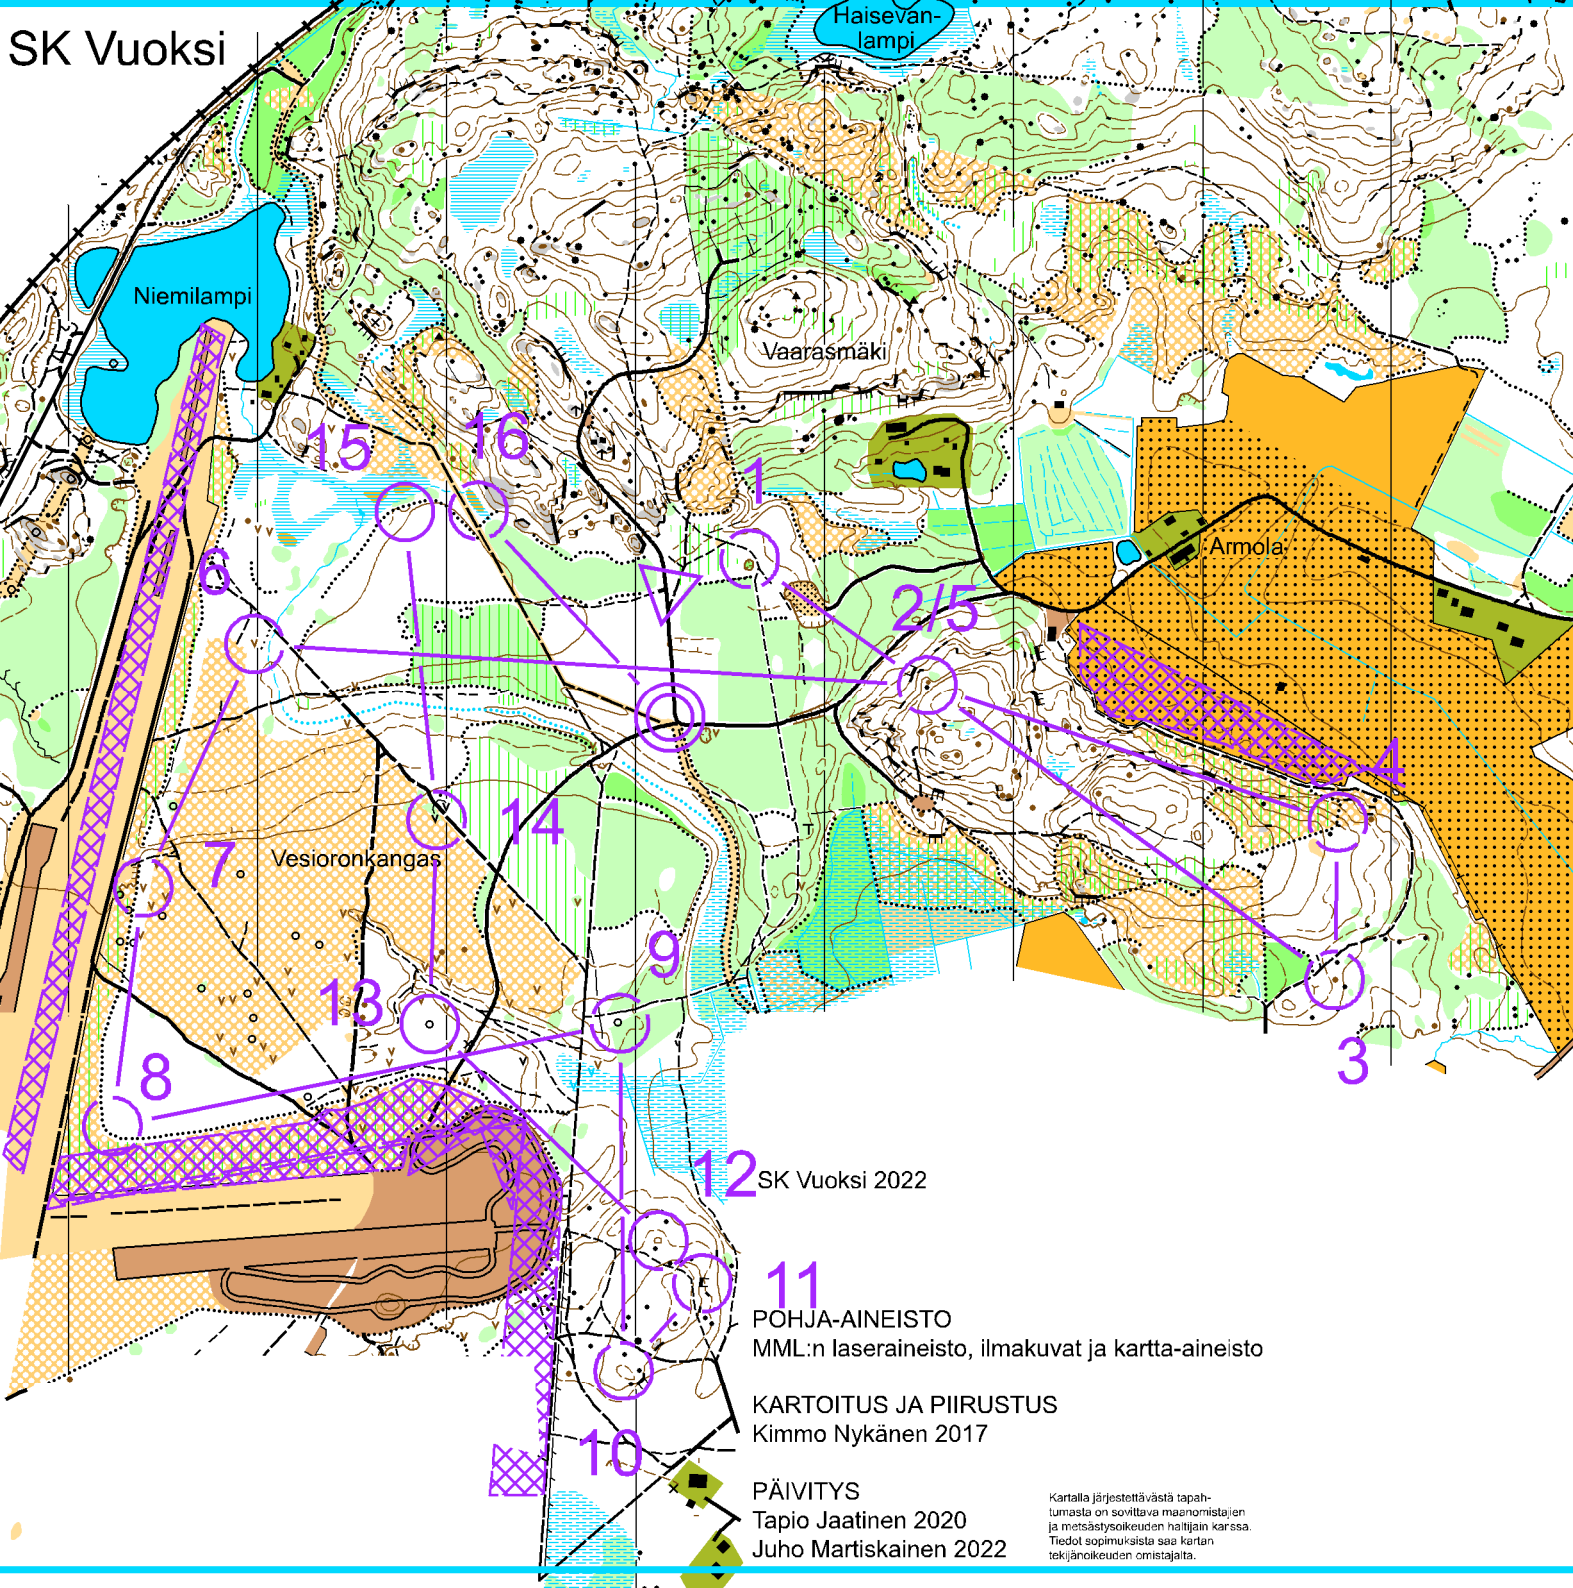 SK Vuoksi
Haisevan-
lampi
Niemilampi
Vaarasmäki
15
16
1
Armola
6
2/5
4
14
7
Vesioronkangas
9
13
3
8
12
SK Vuoksi 2022
11
POHJA-AINEISTO
MML:n laseraineisto, ilmakuvat ja kartta-aineisto
KARTOITUS JA PIIRUSTUS
Kimmo Nykänen 2017
10
PÄIVITYS
Tapio Jaatinen 2020
Juho Martiskainen 2022
Kartalla järjestettävästä tapah-
tumasta on sovittava maanomistajien
ja metsästysoikeuden haltijain kanssa.
Tiedot sopimuksista saa kartan
tekijänoikeuden omistajalta.